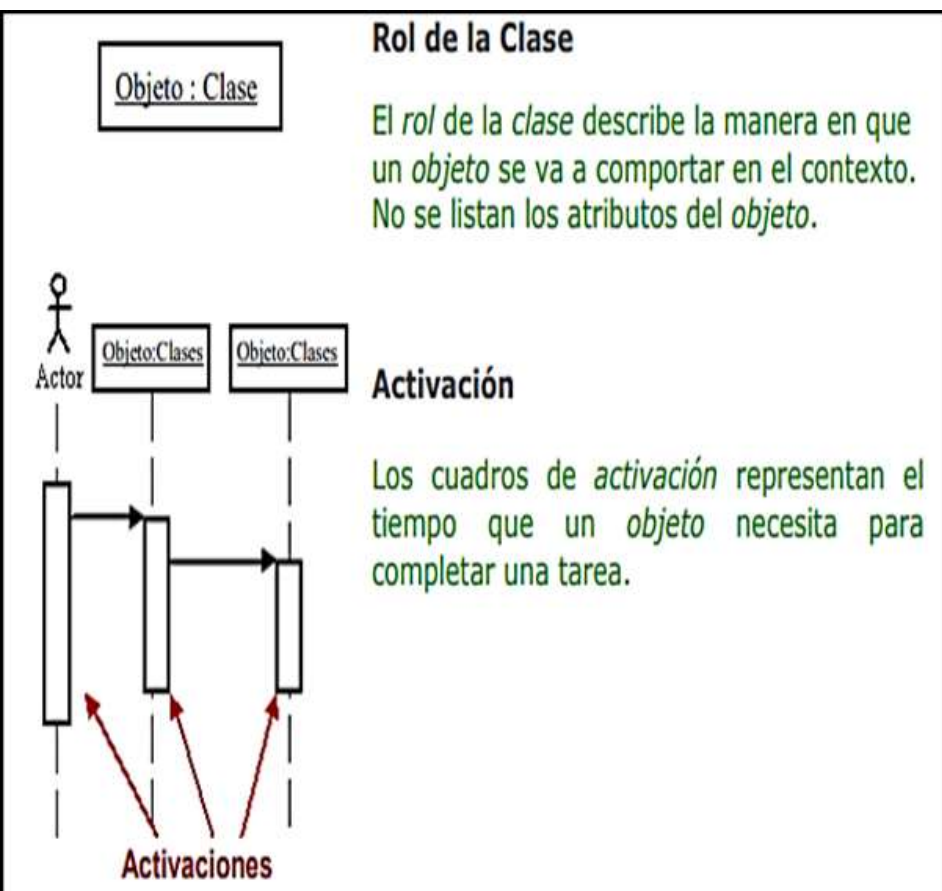 Rol de la Clase
Objeto : Clase
El rol de la clase describe la manera en que
un objeto se va a comportar en el contexto.
No se listan los atributos del objeto.
Actor
Objeto:Clases
Objeto:Clases
Activación
Los cuadros de activación representan el
tiempo que un objeto necesita para
completar una tarea.
Activaciones